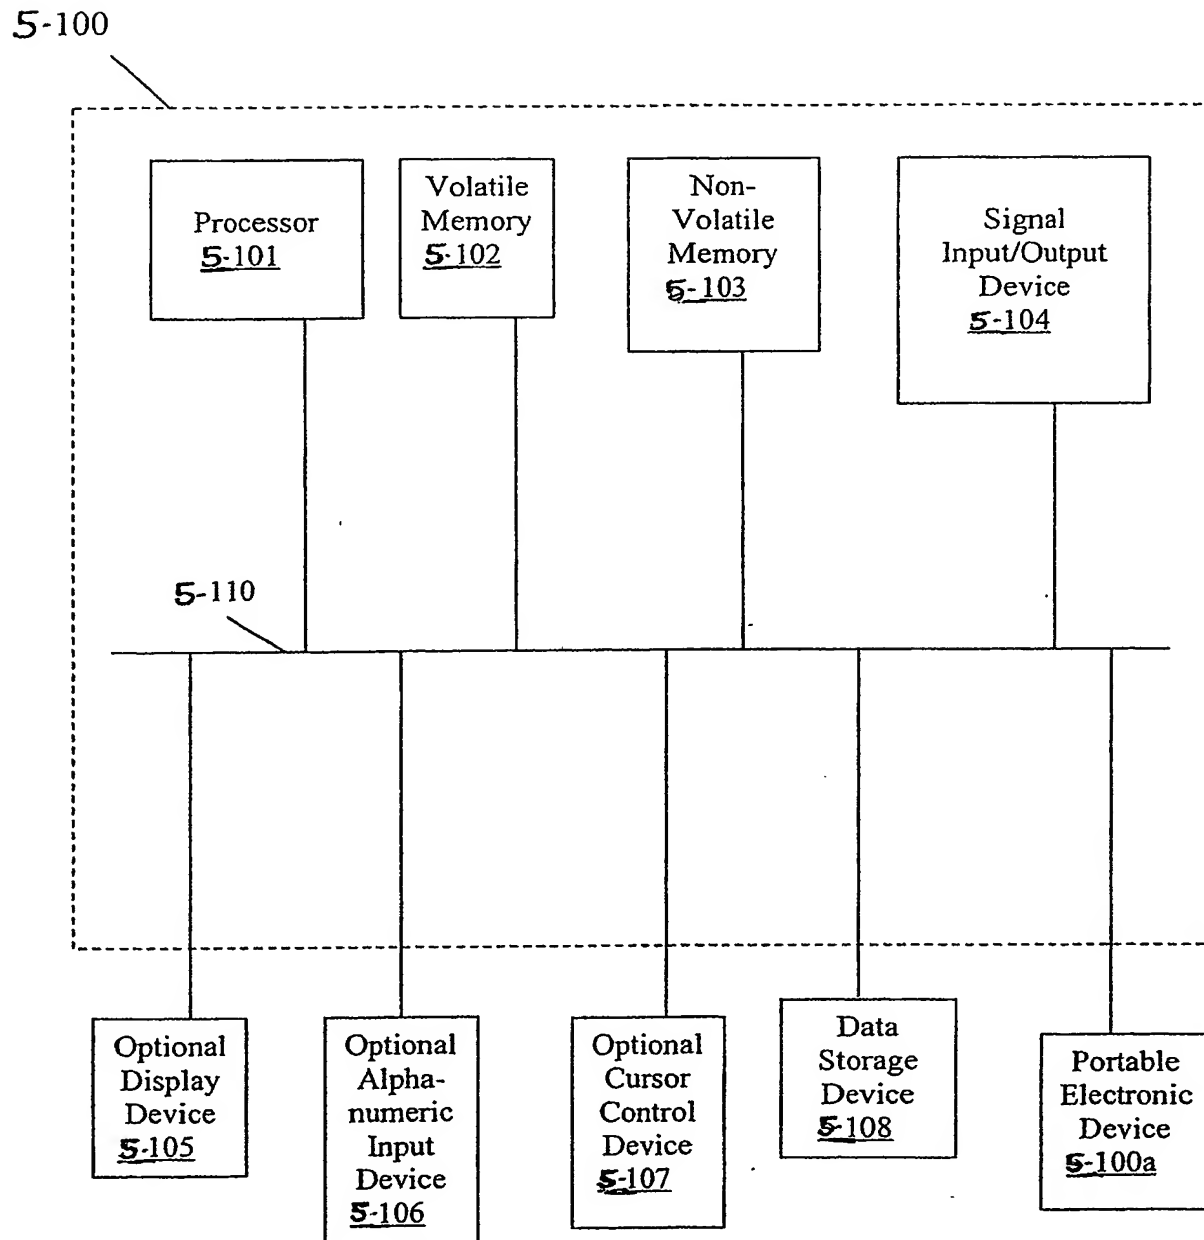 5-100
Processor
5-101
Volatile
Memory
5-102
Non-
Volatile
Memory
5-103
Signal
Input/Output
Device
5-104
5-110
Optional
Display
Device
5-105
Optional
Alpha-
numeric
Input
Device
5-106
Optional
Cursor
Control
Device
5-107
Data
Storage
Device
5-108
Portable
Electronic
Device
5-100a